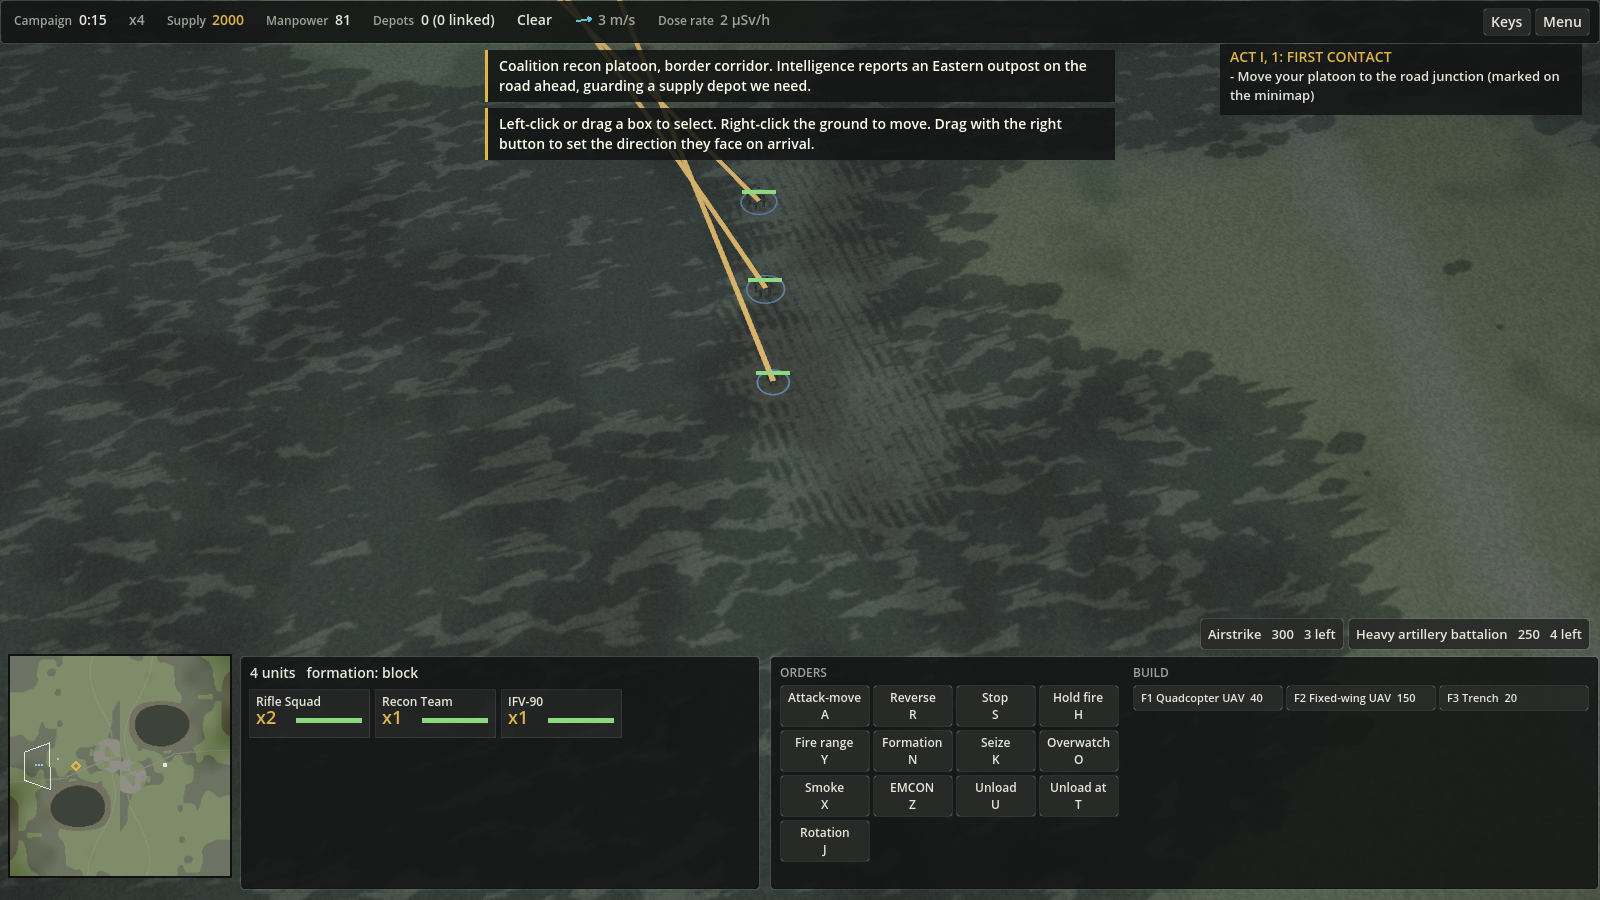 Campaign 0:15 x4 Supply 2000 Manpower 81 Depots 0 (0 linked) Clear 3 m/s Dose rate 2 µSv/h Keys Menu
Coalition recon platoon, border corridor. Intelligence reports an Eastern outpost on the
road ahead, guarding a supply depot we need.
Left-click or drag a box to select. Right-click the ground to move. Drag with the right
button to set the direction they face on arrival.
ACT I, 1: FIRST CONTACT
- Move your platoon to the road junction (marked on
the minimap)
Airstrike 300 3 left Heavy artillery battalion 250 4 left
4 units formation: block
Rifle Squad
x2
Recon Team
x1
IFV-90
x1
ORDERS
Attack-move
A
Reverse
R
Stop
S
Hold fire
H
Fire range
Y
Formation
N
Seize
K
Overwatch
O
Smoke
X
EMCON
Z
Unload
U
Unload at
T
Rotation
J
BUILD
F1 Quadcopter UAV 40 F2 Fixed-wing UAV 150 F3 Trench 20